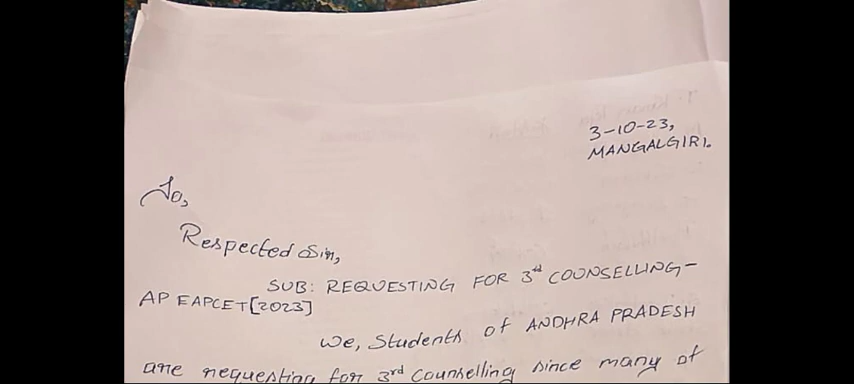 3-10-23,
MANGALGIRI.
To,
Respected Sir,
SUB: REQUESTING FOR 3rd COUNSELLING-
AP EAPCET[2023]
We, Students of ANDHRA PRADESH
are requesting for 3rd Counselling since many of